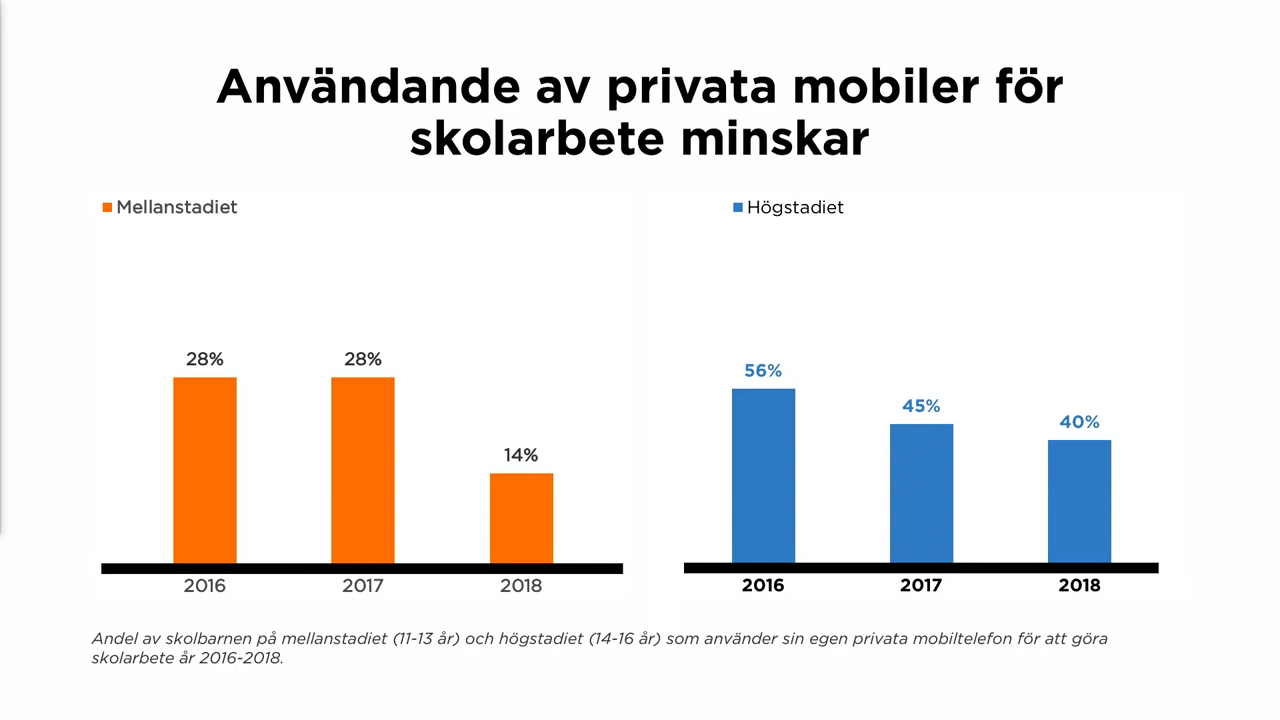 Användande av privata mobiler för
skolarbete minskar
Mellanstadiet
28%
28%
14%
2016
2017
2018
Högstadiet
56%
45%
40%
2016
2017
2018
Andel av skolbarnen på mellanstadiet (11-13 år) och högstadiet (14-16 år) som använder sin egen privata mobiltelefon för att göra
skolarbete år 2016-2018.